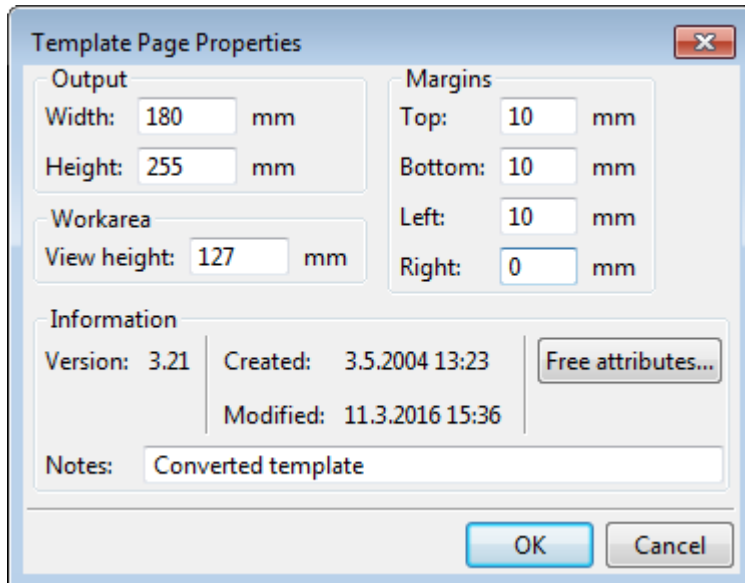 Template Page Properties
Output
Width: 180 mm
Height: 255 mm
Workarea
View height: 127 mm
Margins
Top: 10 mm
Bottom: 10 mm
Left: 10 mm
Right: 0 mm
Information
Version: 3.21
Created: 3.5.2004 13:23
Modified: 11.3.2016 15:36
Free attributes...
Notes: Converted template
OK
Cancel